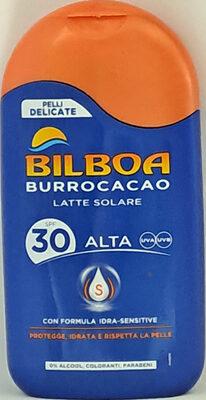 PELLI
DELICATE
BILBOA
BURROCACAO
LATTE SOLARE
SPF
30 ALTA UVA UVB
S
CON FORMULA IDRA-SENSITIVE
PROTEGGE, IDRATA E RISPETTA LA PELLE
0% ALCOOL, COLORANTI, PARABENI